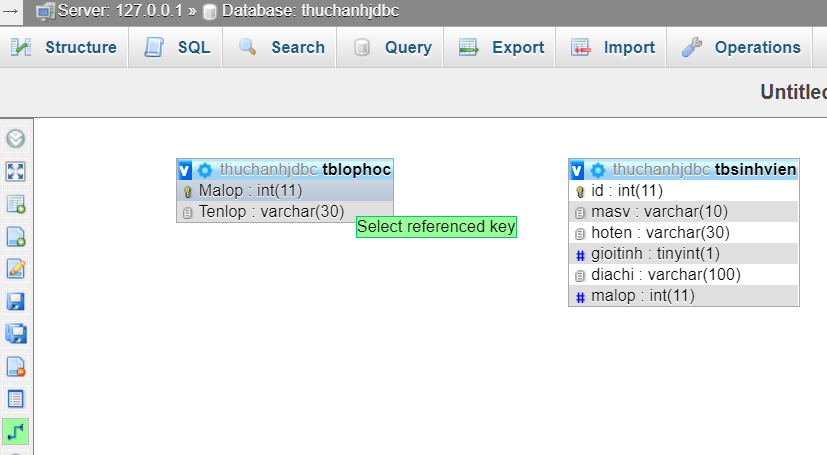 Server: 127.0.0.1 » Database: thuchanhjdbc
Structure SQL Search Query Export Import Operations
Untitled
v thuchanhjdbc tblophoc
Malop : int(11)
Tenlop : varchar(30)
Select referenced key
v thuchanhjdbc tbsinhvien
id : int(11)
masv : varchar(10)
hoten : varchar(30)
# gioitinh : tinyint(1)
diachi : varchar(100)
# malop : int(11)